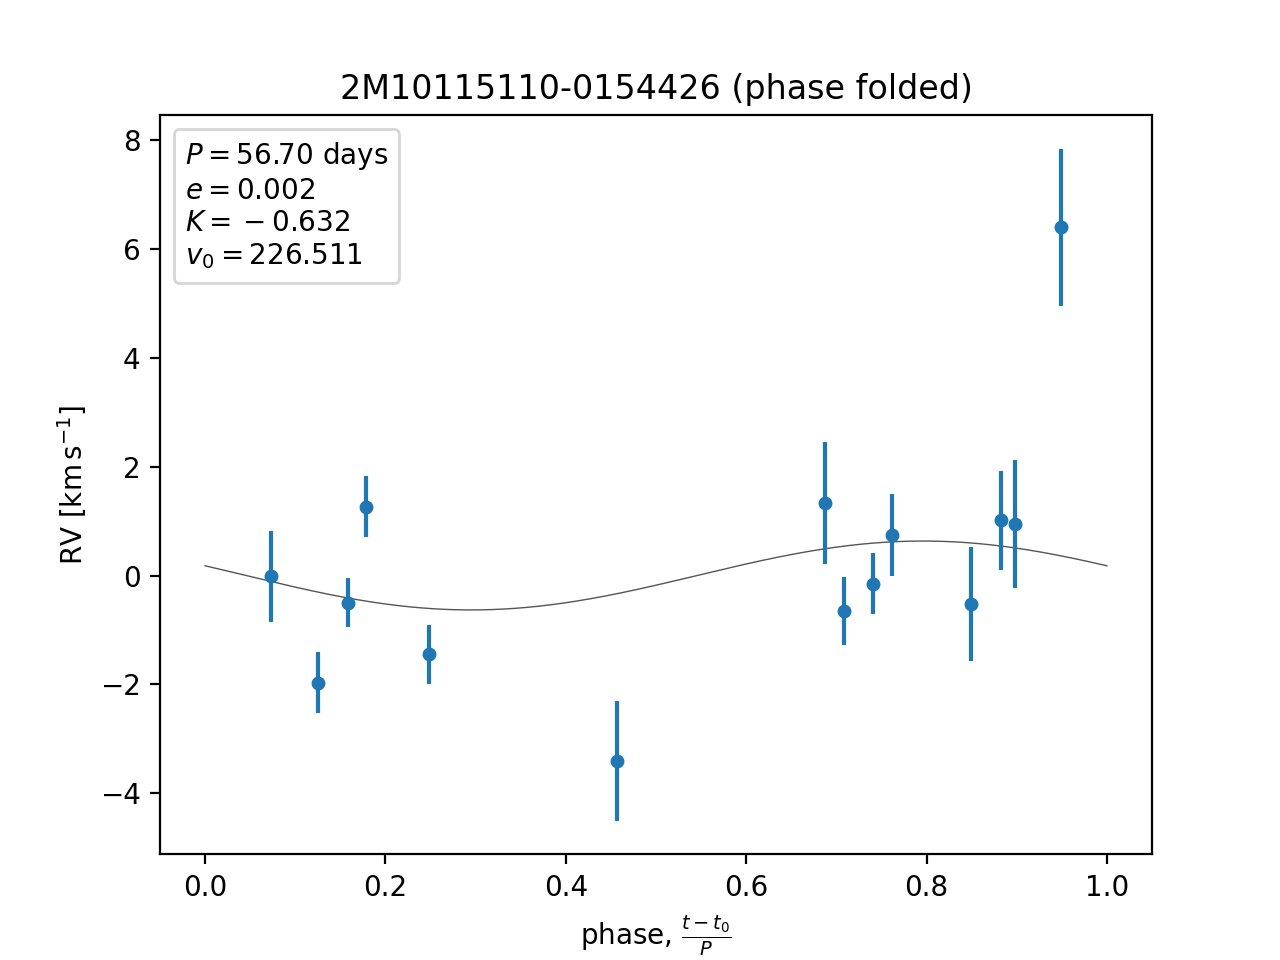 2M10115110-0154426 (phase folded)
P = 56.70 days
e = 0.002
K = −0.632
v₀ = 226.511
8
6
4
2
0
−2
−4
RV [km s⁻¹]
0.0 0.2 0.4 0.6 0.8 1.0
phase, (t − t₀)/P